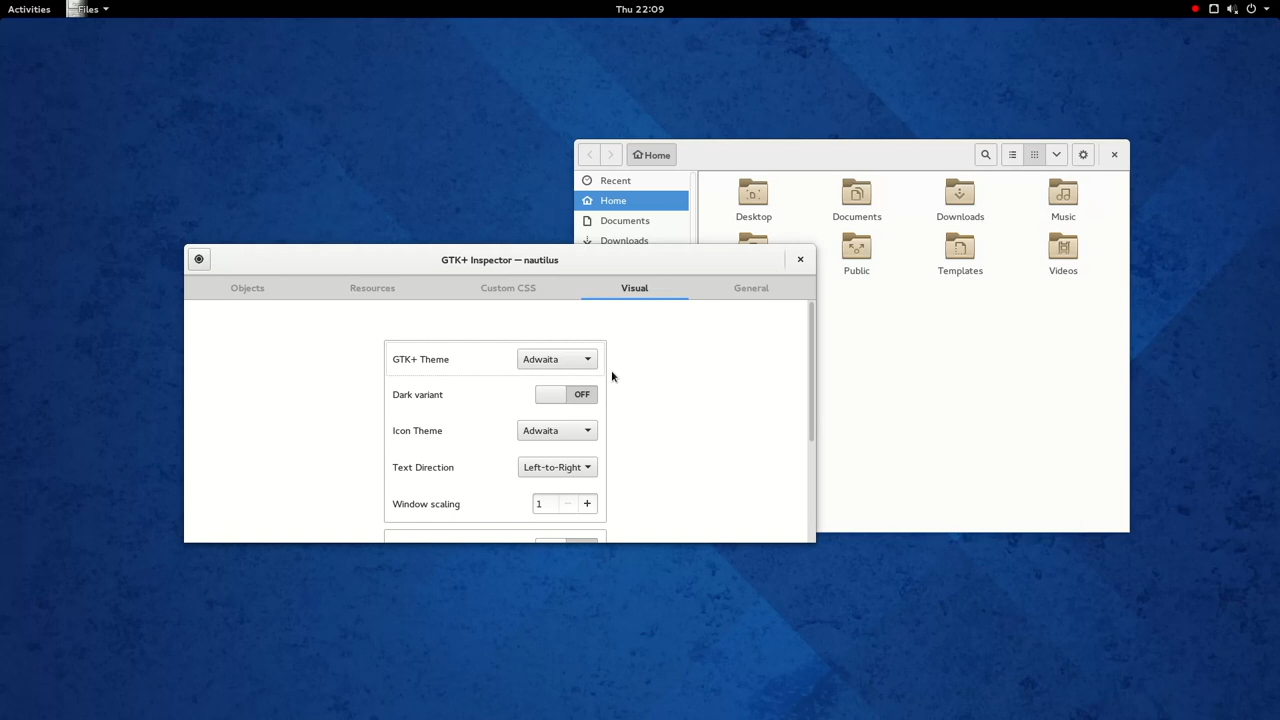 Activities Files Thu 22:09
Home
Recent
Home
Documents
Downloads
Desktop Documents Downloads Music
Public Templates Videos
GTK+ Inspector — nautilus
Objects Resources Custom CSS Visual General
GTK+ Theme Adwaita
Dark variant OFF
Icon Theme Adwaita
Text Direction Left-to-Right
Window scaling 1